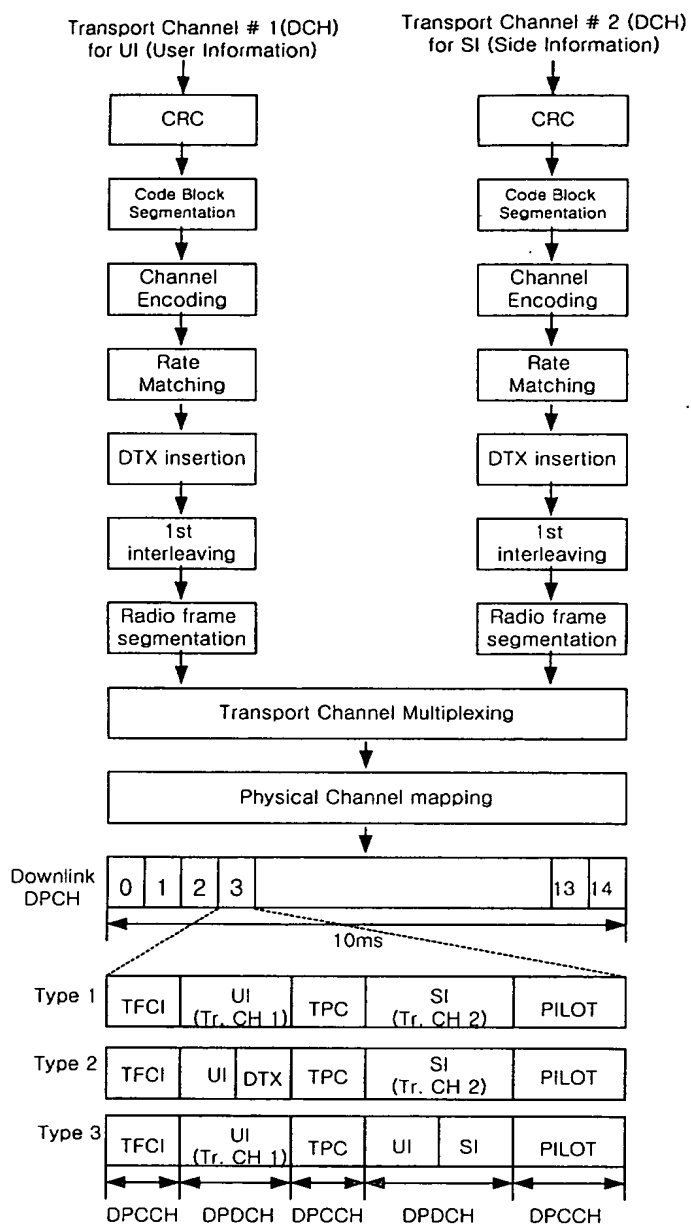 Transport Channel # 1(DCH)
for UI (User Information)
Transport Channel # 2 (DCH)
for SI (Side Information)
CRC
CRC
Code Block
Segmentation
Code Block
Segmentation
Channel
Encoding
Channel
Encoding
Rate
Matching
Rate
Matching
DTX insertion
DTX insertion
1st
interleaving
1st
interleaving
Radio frame
segmentation
Radio frame
segmentation
Transport Channel Multiplexing
Physical Channel mapping
Downlink
DPCH
0 1 2 3 13 14
10ms
Type 1
TFCI
UI
(Tr. CH 1)
TPC
SI
(Tr. CH 2)
PILOT
Type 2
TFCI
UI
DTX
TPC
SI
(Tr. CH 2)
PILOT
Type 3
TFCI
UI
(Tr. CH 1)
TPC
UI
SI
PILOT
DPCCH DPDCH DPCCH DPDCH DPCCH